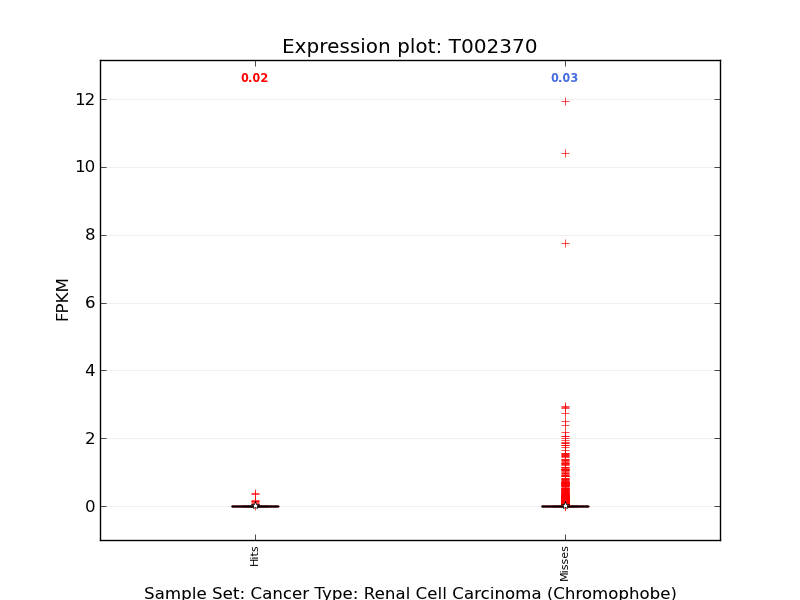 Expression plot: T002370
0.02
0.03
12
10
8
6
4
2
0
FPKM
Hits
Misses
Sample Set: Cancer Type: Renal Cell Carcinoma (Chromophobe)